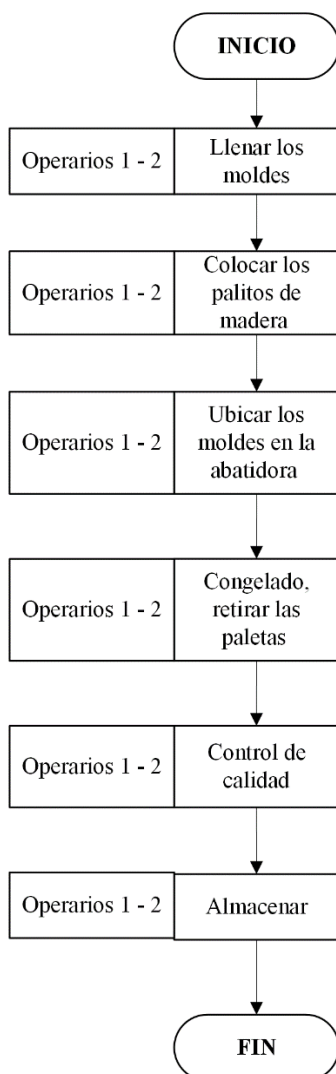 INICIO
Operarios 1 - 2
Llenar los
moldes
Operarios 1 - 2
Colocar los
palitos de
madera
Operarios 1 - 2
Ubicar los
moldes en la
abatidora
Operarios 1 - 2
Congelado,
retirar las
paletas
Operarios 1 - 2
Control de
calidad
Operarios 1 - 2
Almacenar
FIN